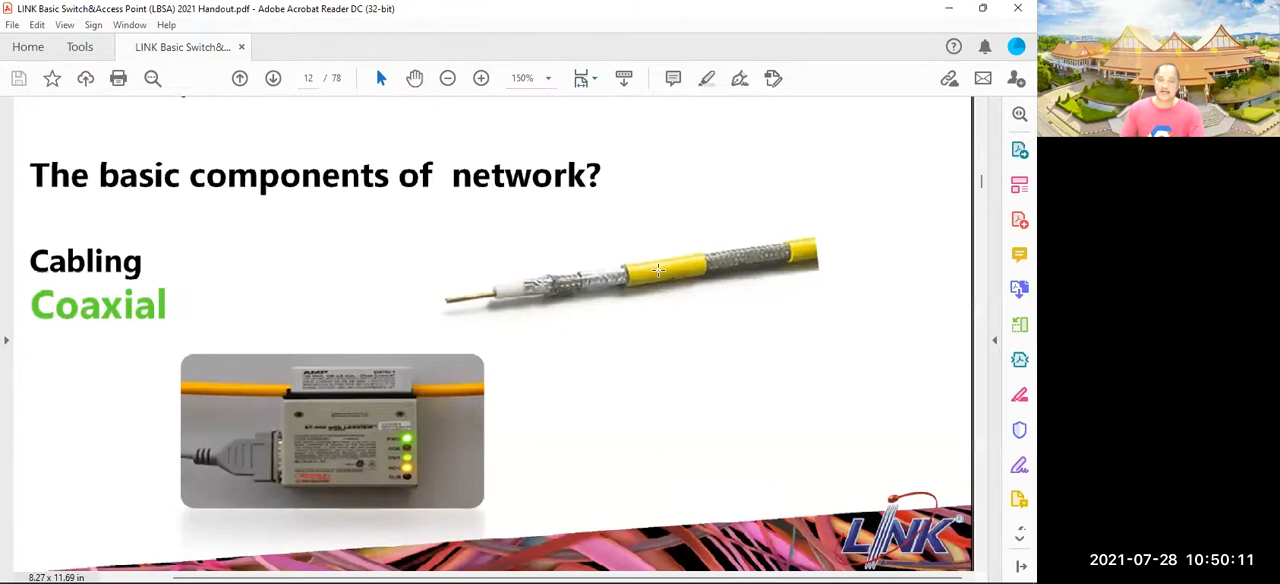 LINK Basic Switch&Access Point (LBSA) 2021 Handout.pdf - Adobe Acrobat Reader DC (32-bit)
File Edit View Sign Window Help
Home Tools LINK Basic Switch&...
12 / 78 150%
The basic components of network?
Cabling
Coaxial
AMP
LINK
8.27 x 11.69 in
2021-07-28 10:50:11